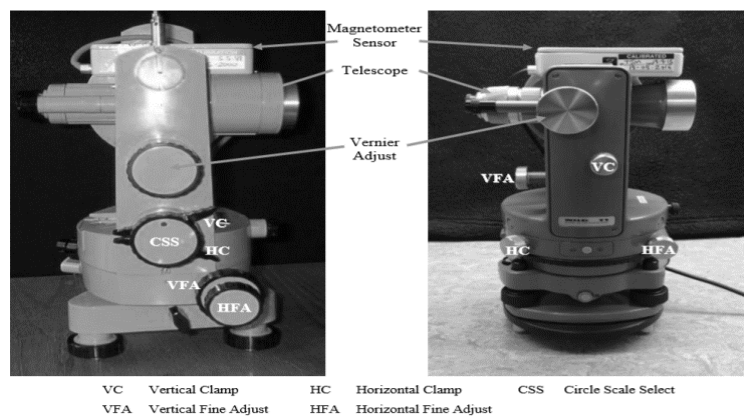 Magnetometer
Sensor
Telescope
Vernier
Adjust
VC
CSS
HC
VFA
HFA
CALIBRATED
VFA
VC
HC
HFA
VC Vertical Clamp HC Horizontal Clamp CSS Circle Scale Select
VFA Vertical Fine Adjust HFA Horizontal Fine Adjust